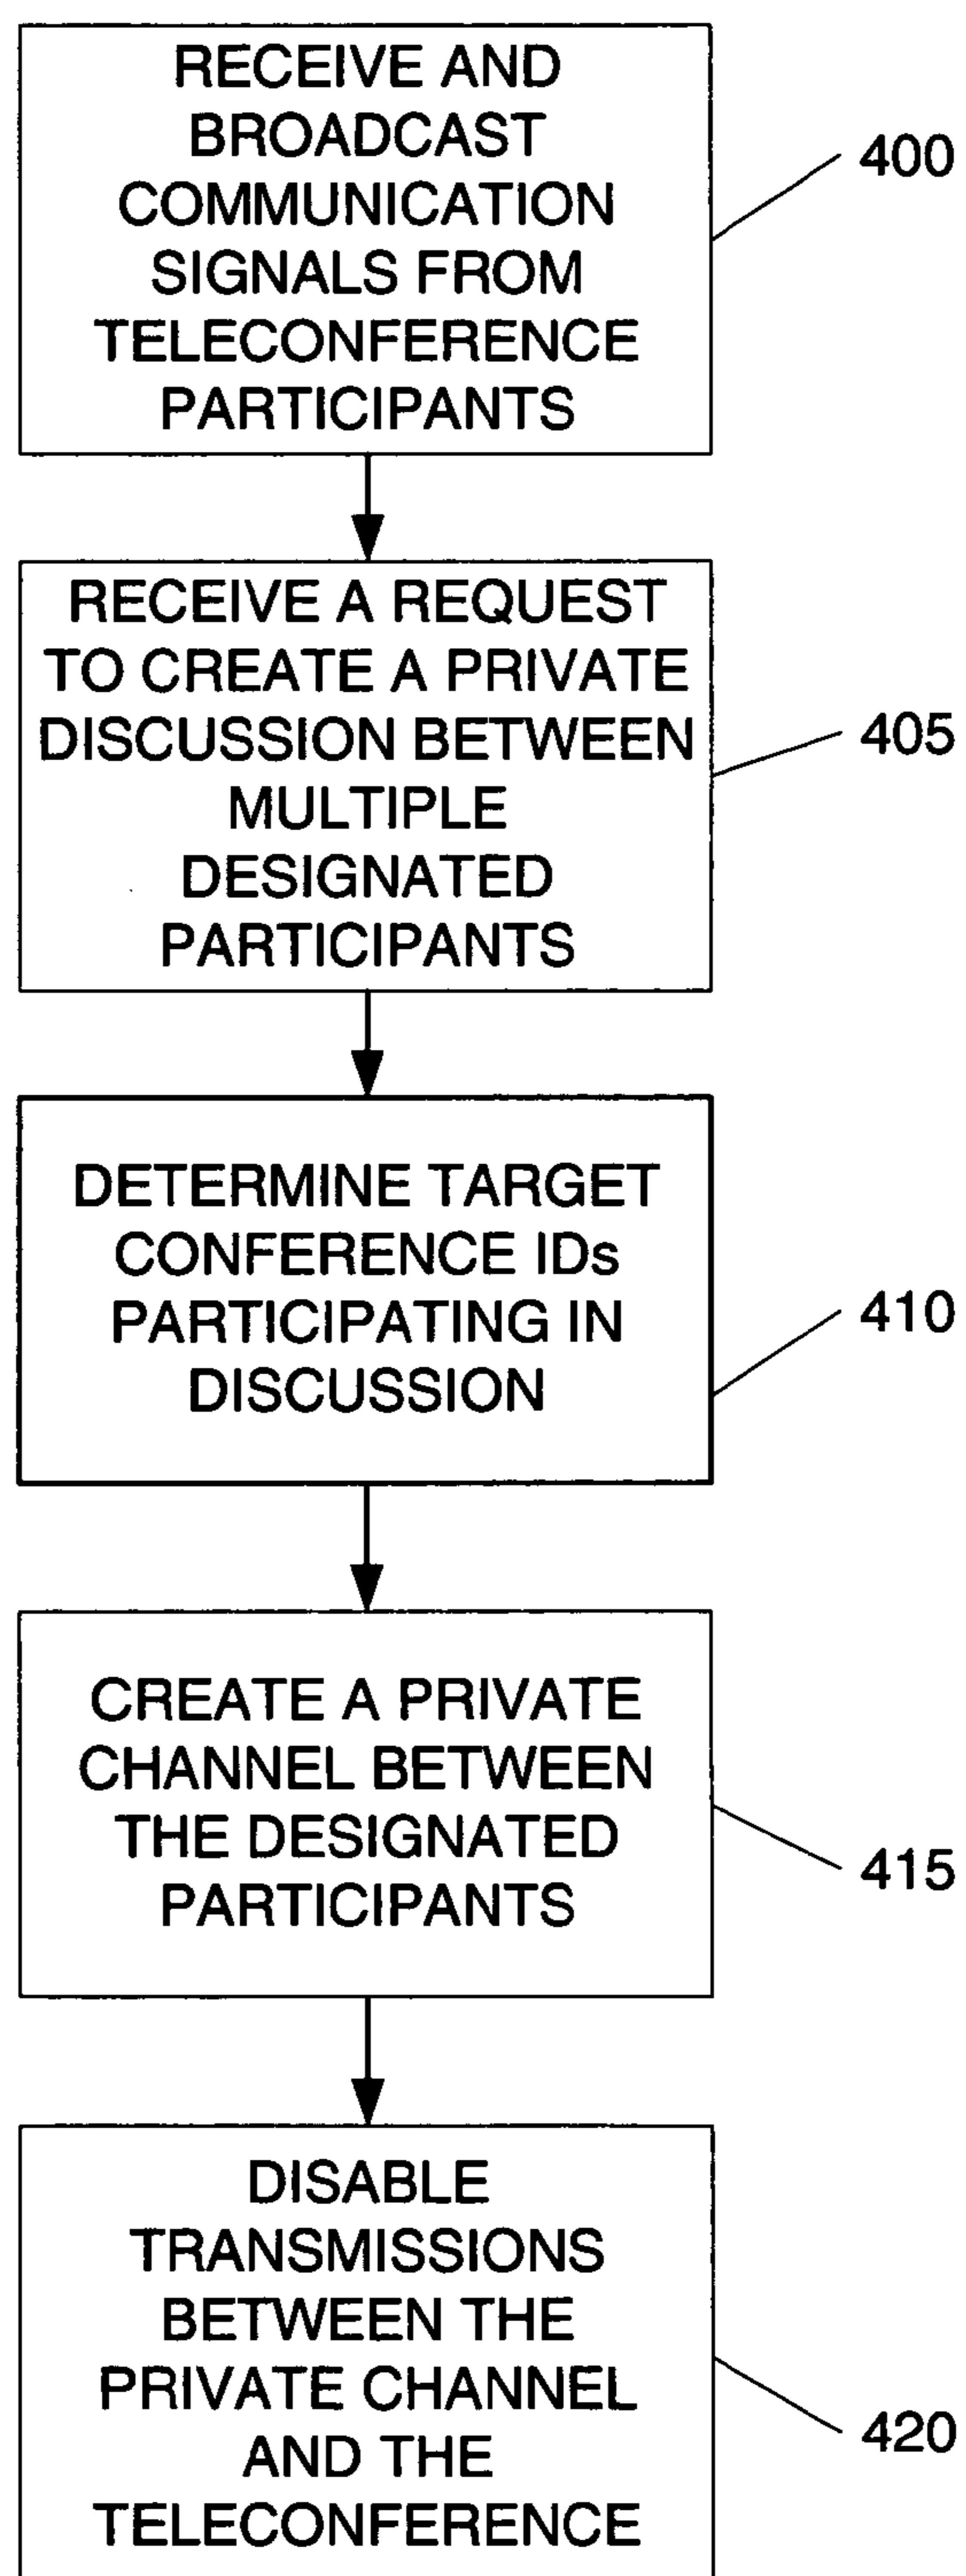 RECEIVE AND
BROADCAST
COMMUNICATION
SIGNALS FROM
TELECONFERENCE
PARTICIPANTS
400
RECEIVE A REQUEST
TO CREATE A PRIVATE
DISCUSSION BETWEEN
MULTIPLE
DESIGNATED
PARTICIPANTS
405
DETERMINE TARGET
CONFERENCE IDs
PARTICIPATING IN
DISCUSSION
410
CREATE A PRIVATE
CHANNEL BETWEEN
THE DESIGNATED
PARTICIPANTS
415
DISABLE
TRANSMISSIONS
BETWEEN THE
PRIVATE CHANNEL
AND THE
TELECONFERENCE
420